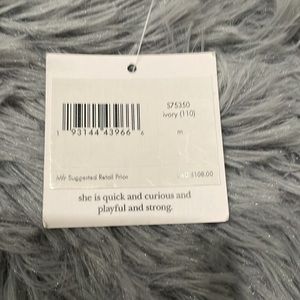 S75350
ivory (110)
1 93144 43966 6
m
Mfr Suggested Retail Price
$108.00
she is quick and curious and
playful and strong.